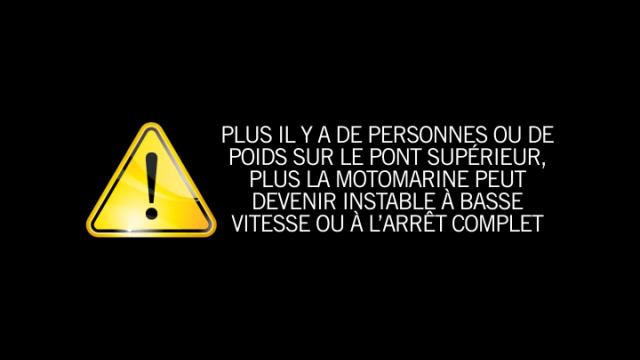 PLUS IL Y A DE PERSONNES OU DE
POIDS SUR LE PONT SUPÉRIEUR,
PLUS LA MOTOMARINE PEUT
DEVENIR INSTABLE À BASSE
VITESSE OU À L'ARRÊT COMPLET